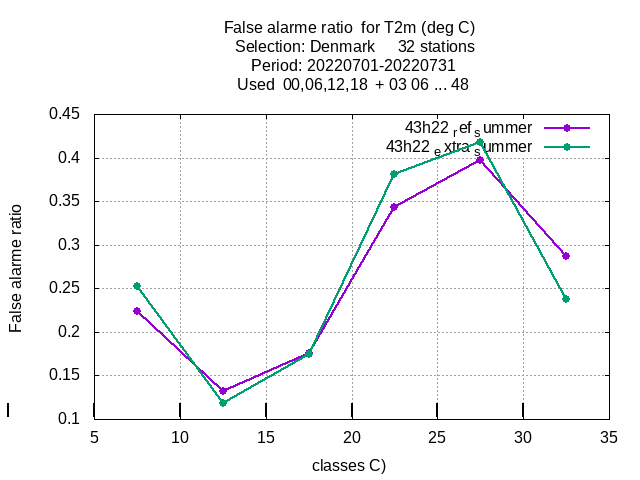 False alarme ratio for T2m (deg C)
Selection: Denmark 32 stations
Period: 20220701-20220731
Used 00,06,12,18 + 03 06 ... 48
43h22 ref summer
43h22 extra summer
0.45
0.4
0.35
0.3
0.25
0.2
0.15
0.1
False alarme ratio
5
10
15
20
25
30
35
classes C)